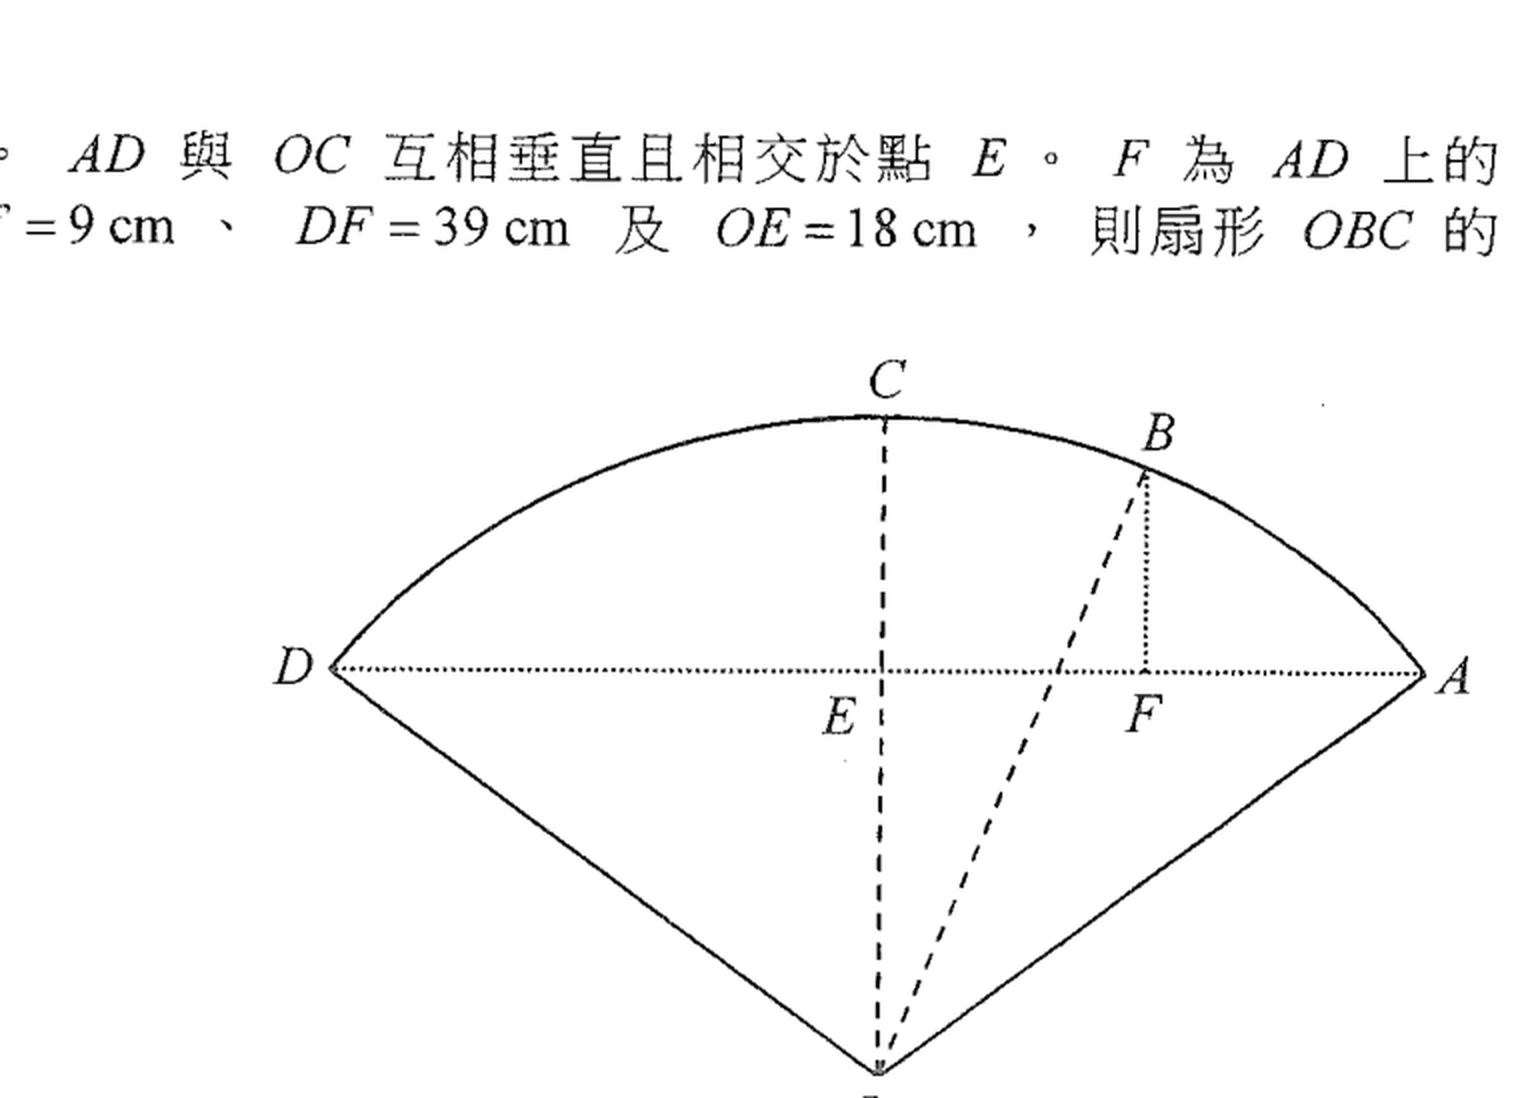 。 AD 與 OC 互相垂直且相交於點 E 。 F 為 AD 上的
= 9 cm 、 DF = 39 cm 及 OE = 18 cm ， 則扇形 OBC 的
C
B
D
A
E
F